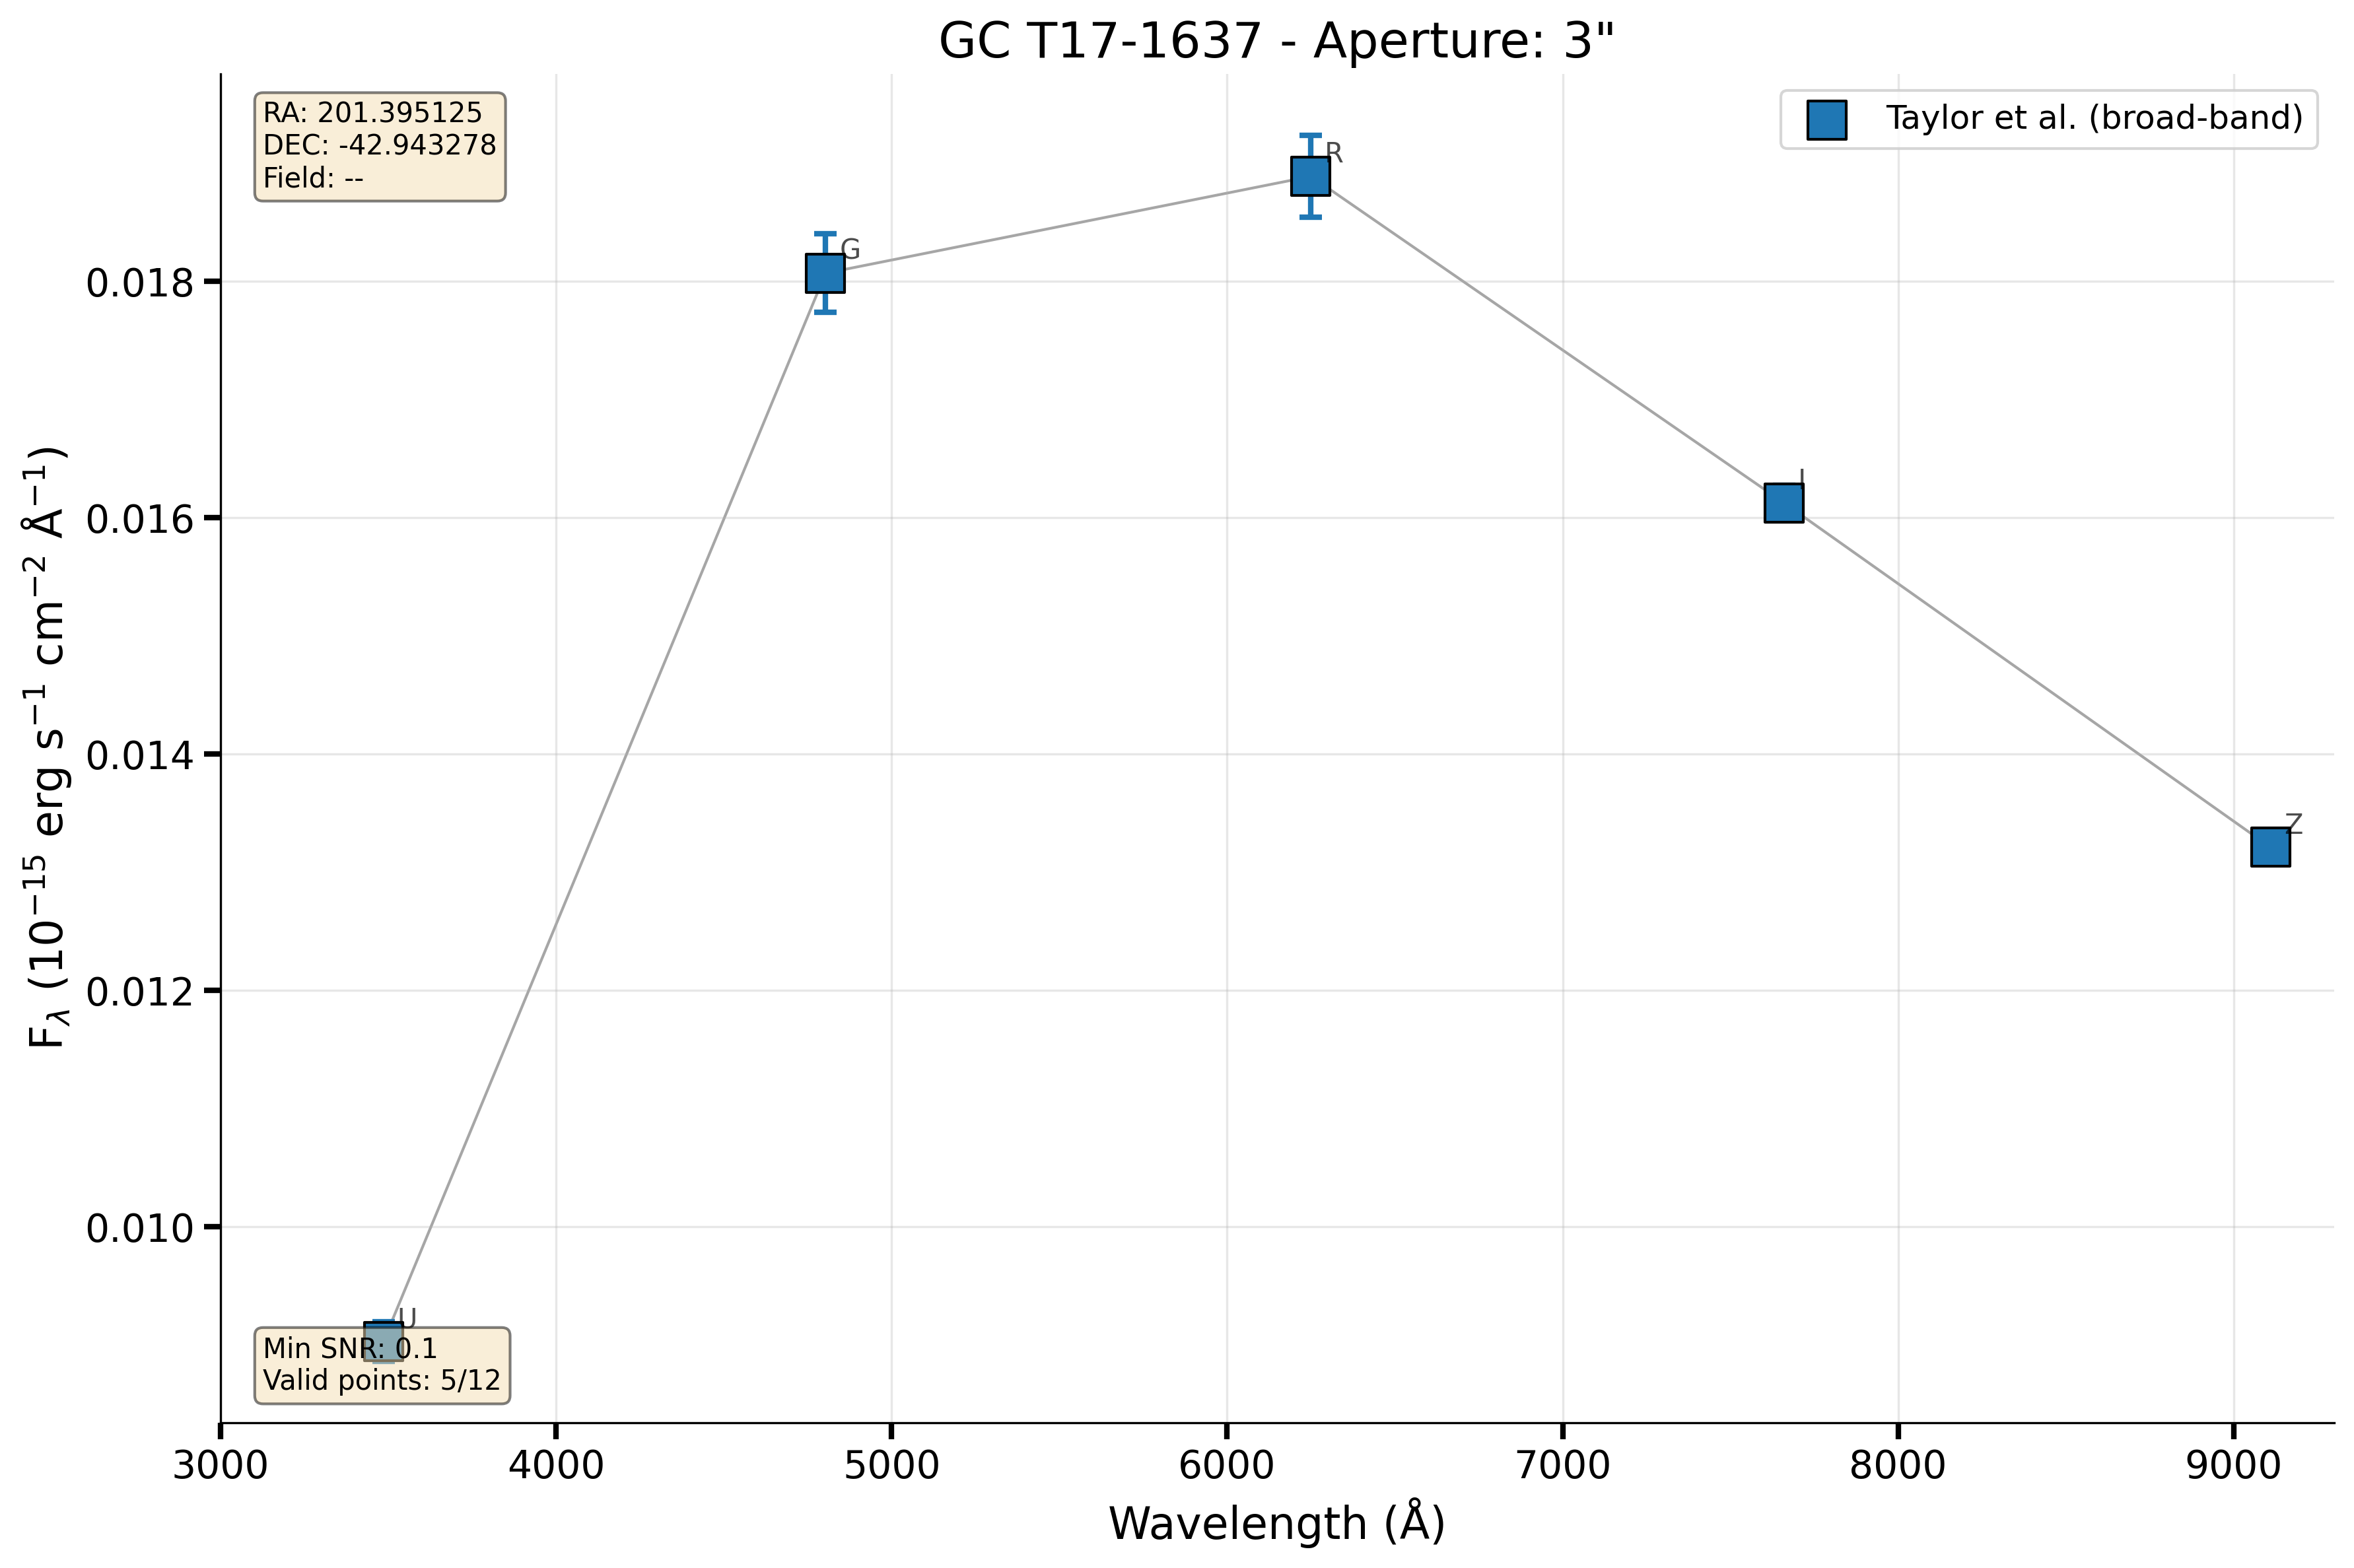 GC T17-1637 - Aperture: 3"
RA: 201.395125
DEC: -42.943278
Field: --
Taylor et al. (broad-band)
R
G
I
Z
U
Min SNR: 0.1
Valid points: 5/12
0.018
0.016
0.014
0.012
0.010
F_λ (10⁻¹⁵ erg s⁻¹ cm⁻² Å⁻¹)
3000 4000 5000 6000 7000 8000 9000
Wavelength (Å)